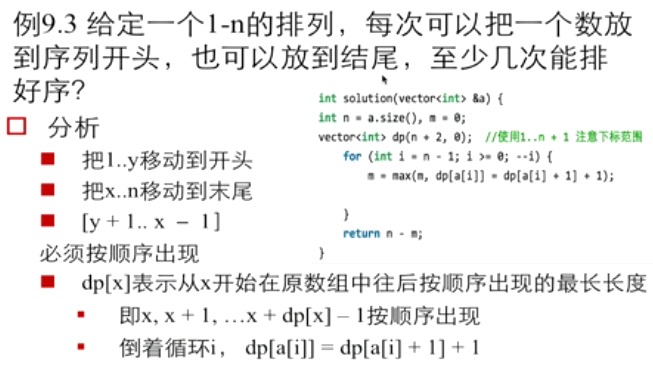 例9.3 给定一个1-n的排列，每次可以把一个数放
到序列开头，也可以放到结尾，至少几次能排
好序？
分析
把1..y移动到开头
把x..n移动到末尾
[y + 1.. x － 1]
必须按顺序出现
int solution(vector<int> &a) {
int n = a.size(), m = 0;
vector<int> dp(n + 2, 0); //使用1..n + 1 注意下标范围
for (int i = n - 1; i >= 0; --i) {
m = max(m, dp[a[i]] = dp[a[i] + 1] + 1);
}
return n - m;
}
dp[x]表示从x开始在原数组中往后按顺序出现的最长长度
即x, x + 1, …x + dp[x] – 1按顺序出现
倒着循环i， dp[a[i]] = dp[a[i] + 1] + 1